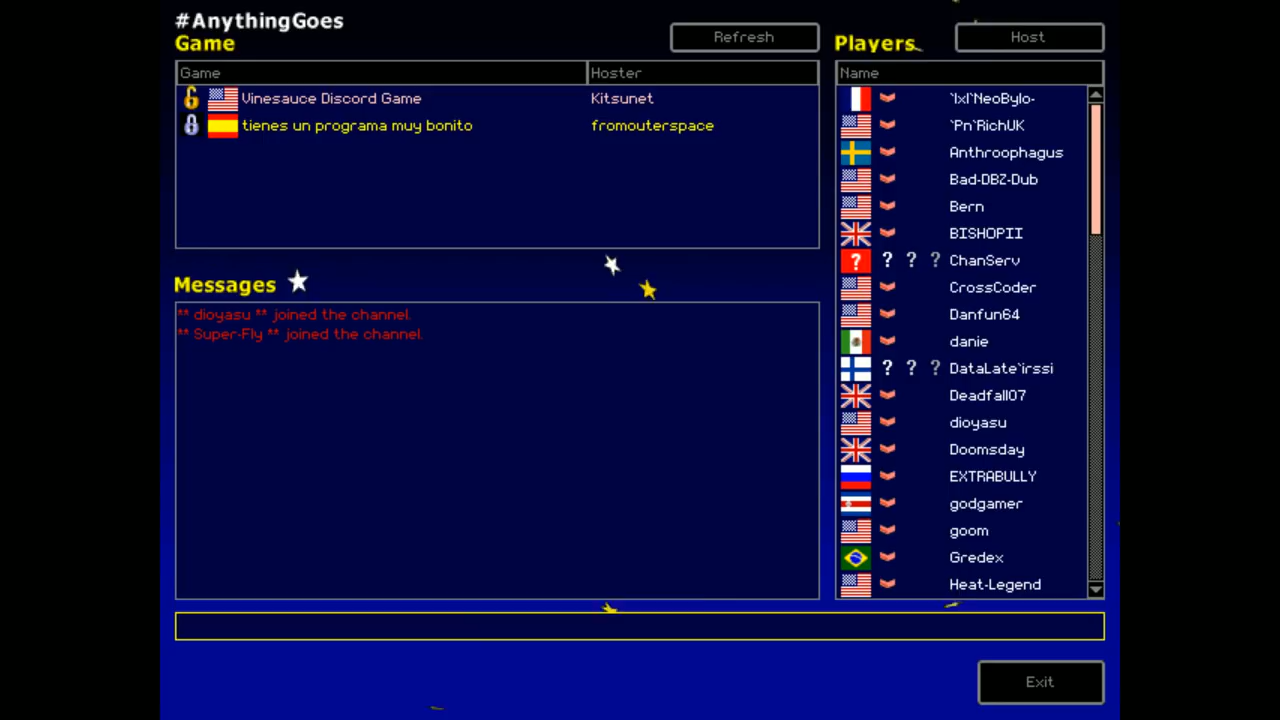 #AnythingGoes
Game
Refresh
Players
Host
Game
Hoster
Name
Vinesauce Discord Game
Kitsunet
tienes un programa muy bonito
fromouterspace
Messages
** dioyasu ** joined the channel.
** Super-Fly ** joined the channel.
`lxl`NeoBylo-
`Pn`RichUK
Anthroophagus
Bad-DBZ-Dub
Bern
BISHOPII
? ? ? ? ChanServ
CrossCoder
Danfun64
danie
? ? ? DataLate`irssi
Deadfall07
dioyasu
Doomsday
EXTRABULLY
godgamer
goom
Gredex
Heat-Legend
Exit